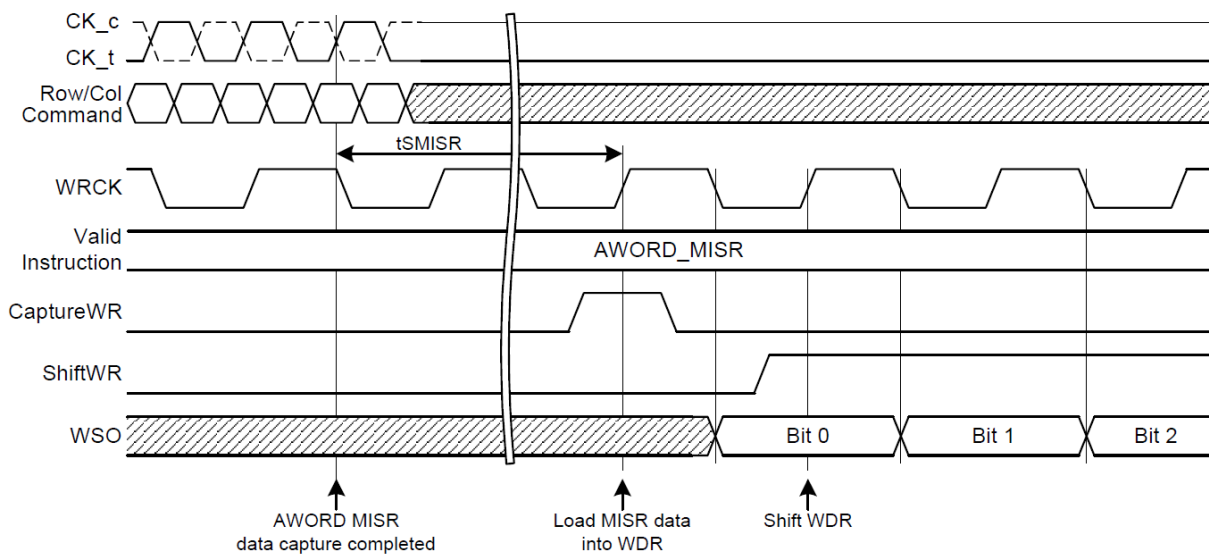 CK_c
CK_t
Row/Col
Command
tSMISR
WRCK
Valid
Instruction
AWORD_MISR
CaptureWR
ShiftWR
WSO
Bit 0
Bit 1
Bit 2
AWORD MISR
data capture completed
Load MISR data
into WDR
Shift WDR